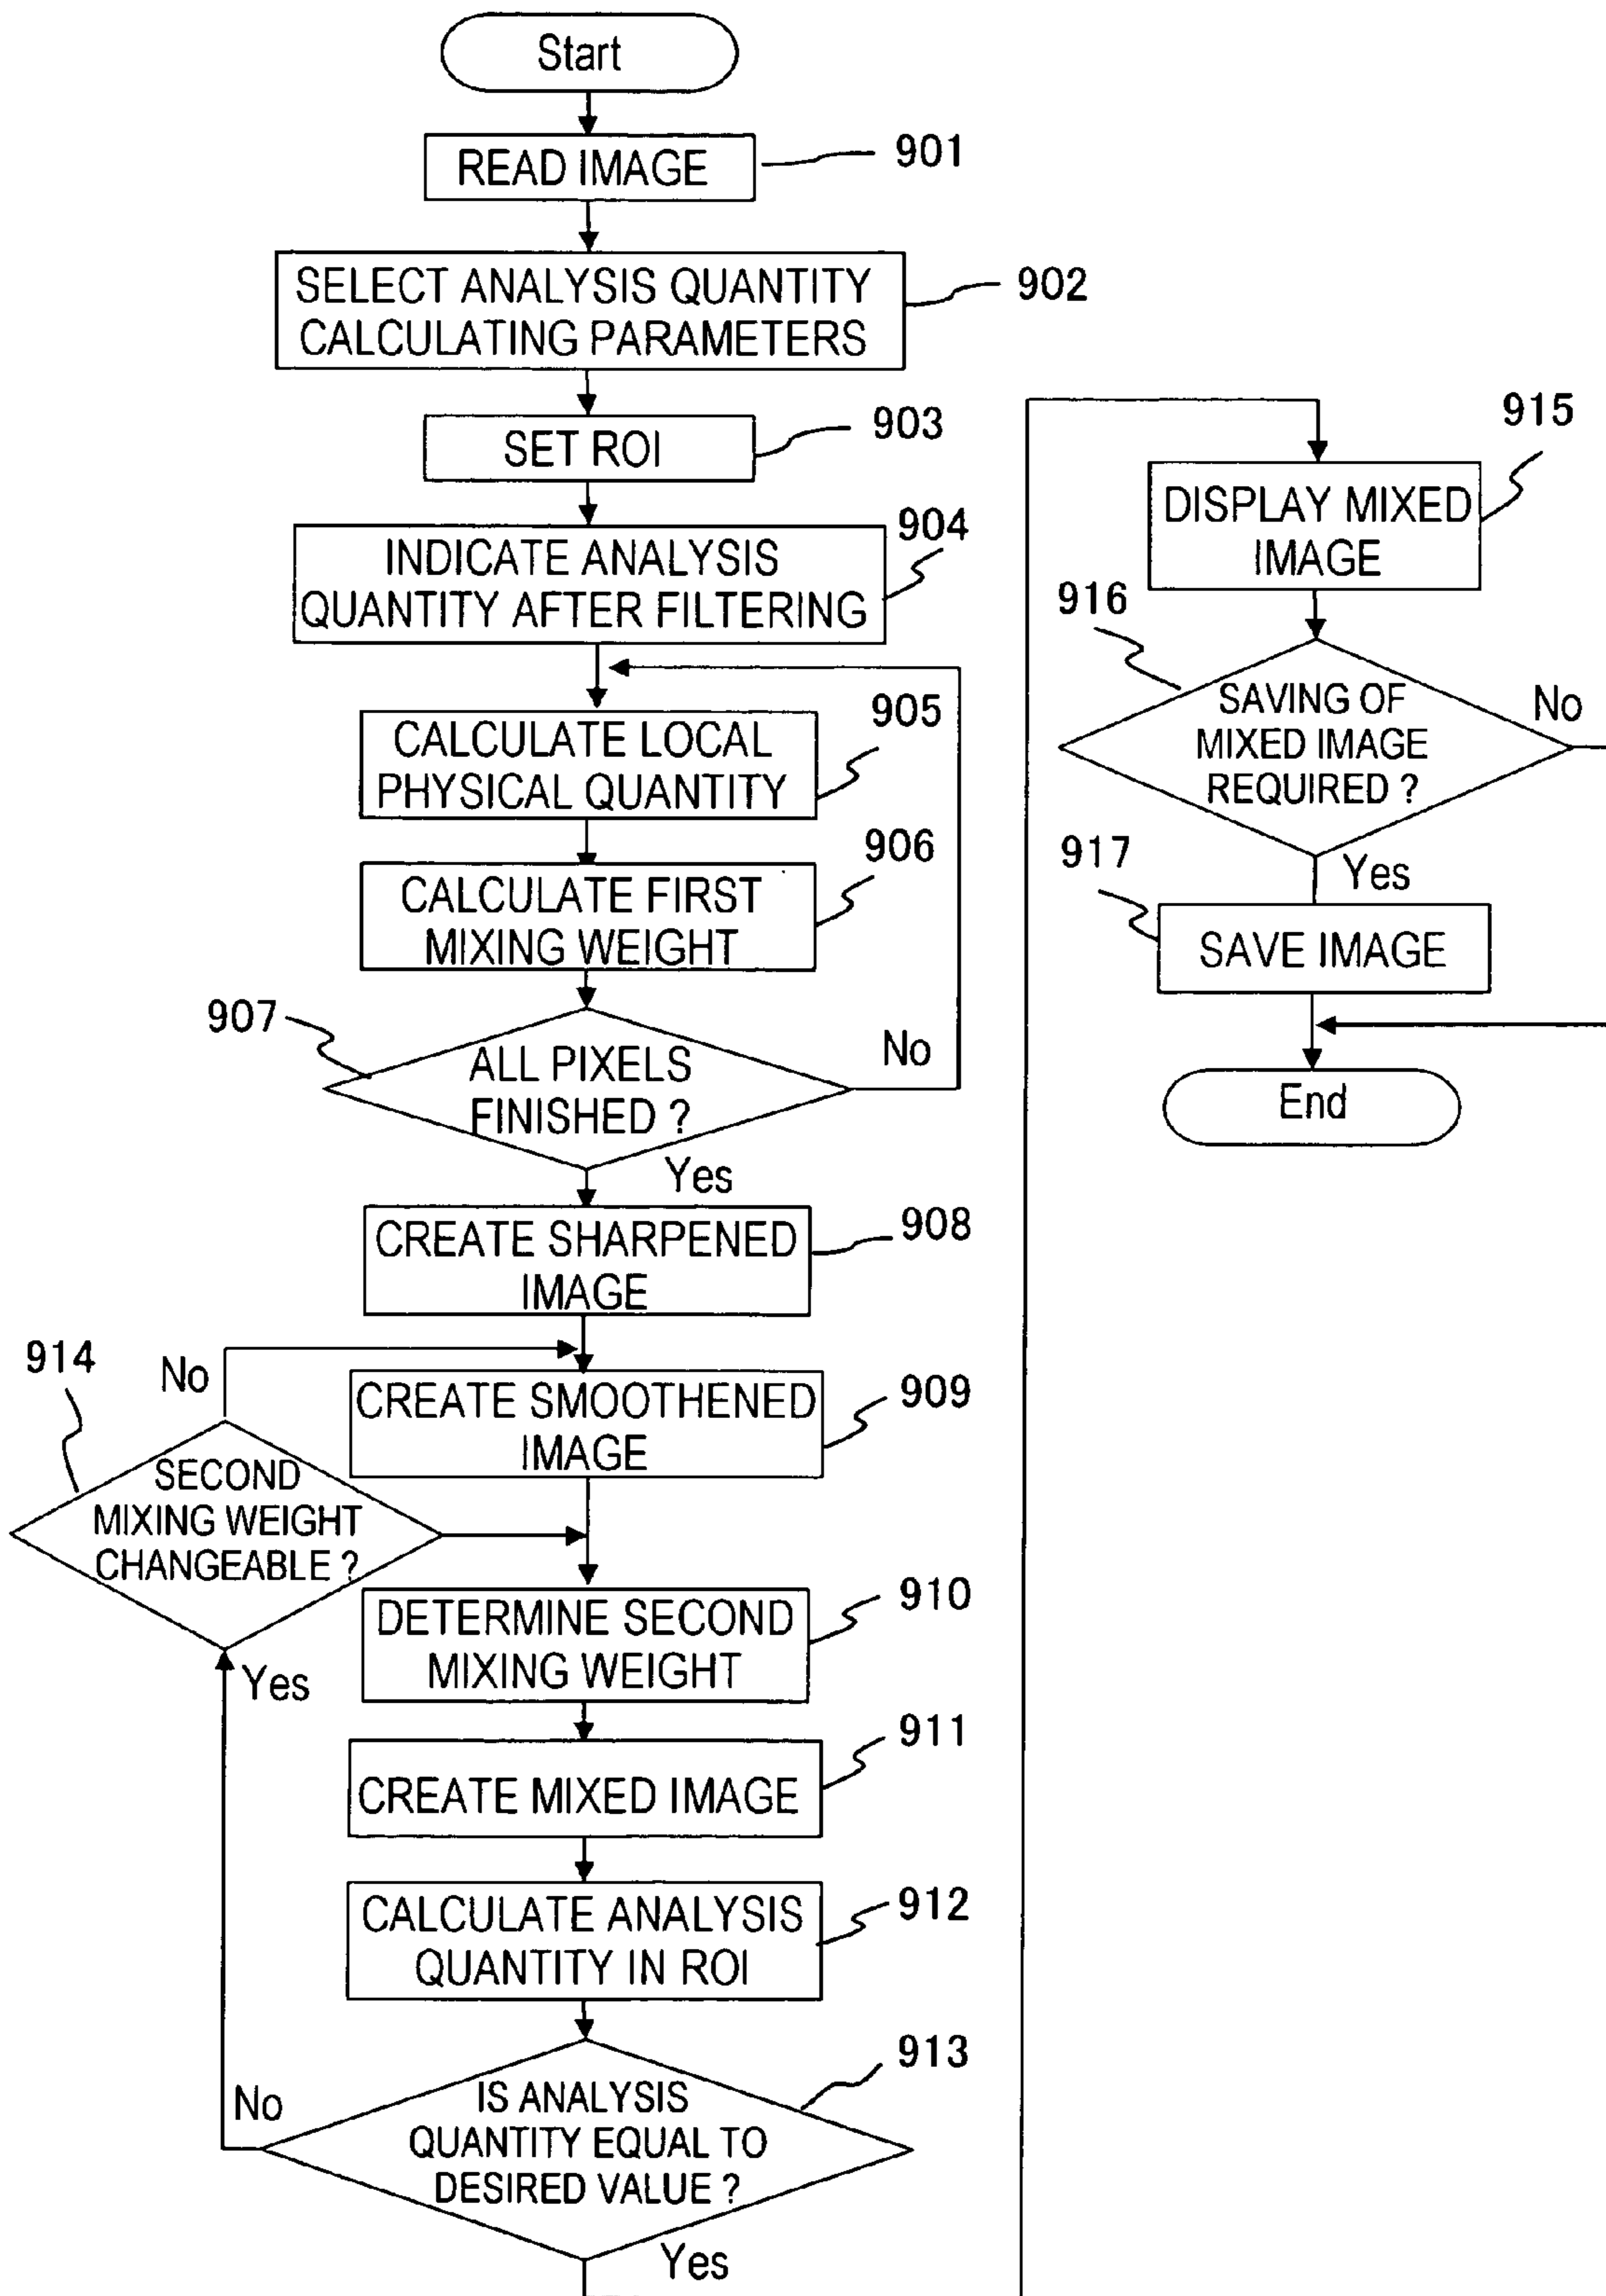 Start
READ IMAGE
901
SELECT ANALYSIS QUANTITY
CALCULATING PARAMETERS
902
SET ROI
903
INDICATE ANALYSIS
QUANTITY AFTER FILTERING
904
CALCULATE LOCAL
PHYSICAL QUANTITY
905
CALCULATE FIRST
MIXING WEIGHT
906
907
ALL PIXELS
FINISHED ?
No
Yes
CREATE SHARPENED
IMAGE
908
914
No
CREATE SMOOTHENED
IMAGE
909
SECOND
MIXING WEIGHT
CHANGEABLE ?
Yes
DETERMINE SECOND
MIXING WEIGHT
910
CREATE MIXED IMAGE
911
CALCULATE ANALYSIS
QUANTITY IN ROI
912
913
IS ANALYSIS
QUANTITY EQUAL TO
DESIRED VALUE ?
No
Yes
915
DISPLAY MIXED
IMAGE
916
SAVING OF
MIXED IMAGE
REQUIRED ?
No
Yes
917
SAVE IMAGE
End